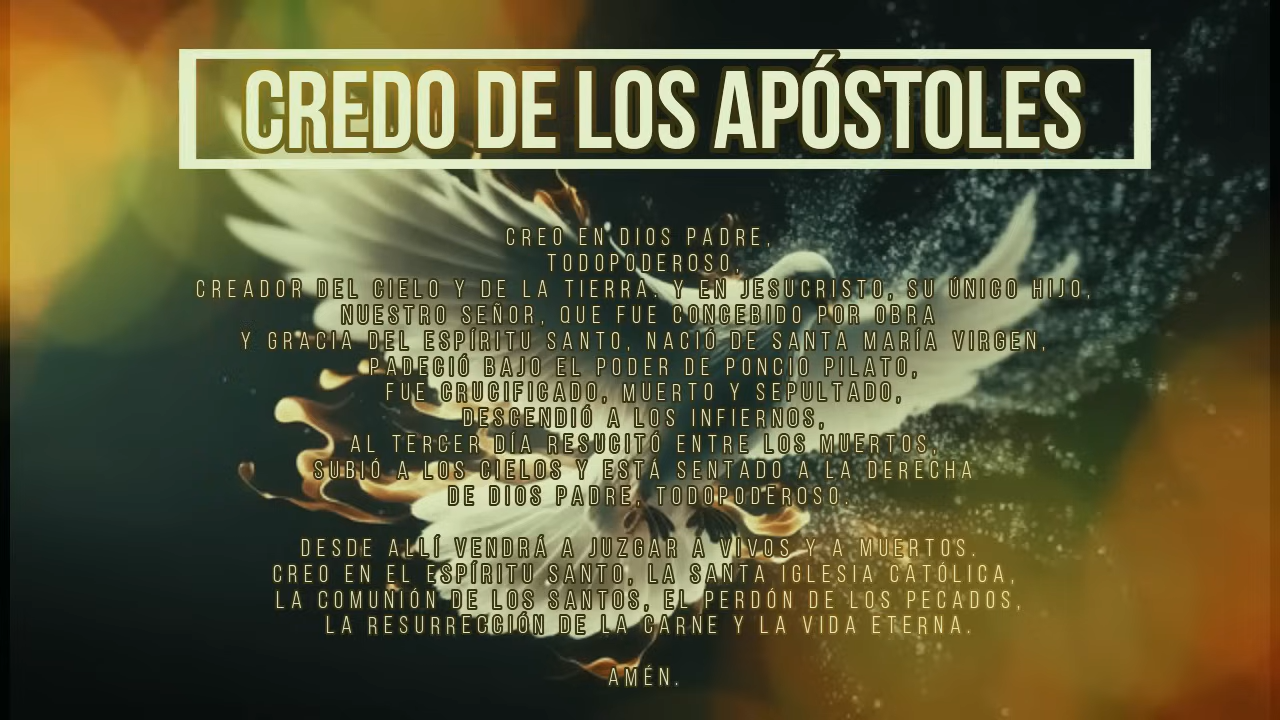 CREDO DE LOS APÓSTOLES
CREO EN DIOS PADRE,
TODOPODEROSO,
CREADOR DEL CIELO Y DE LA TIERRA. Y EN JESUCRISTO, SU ÚNICO HIJO,
NUESTRO SEÑOR, QUE FUE CONCEBIDO POR OBRA
Y GRACIA DEL ESPÍRITU SANTO, NACIÓ DE SANTA MARÍA VIRGEN,
PADECIÓ BAJO EL PODER DE PONCIO PILATO,
FUE CRUCIFICADO, MUERTO Y SEPULTADO,
DESCENDIÓ A LOS INFIERNOS,
AL TERCER DÍA RESUCITÓ ENTRE LOS MUERTOS,
SUBIÓ A LOS CIELOS Y ESTÁ SENTADO A LA DERECHA
DE DIOS PADRE, TODOPODEROSO.
DESDE ALLÍ VENDRÁ A JUZGAR A VIVOS Y A MUERTOS.
CREO EN EL ESPÍRITU SANTO, LA SANTA IGLESIA CATÓLICA,
LA COMUNIÓN DE LOS SANTOS, EL PERDÓN DE LOS PECADOS,
LA RESURRECCIÓN DE LA CARNE Y LA VIDA ETERNA.
AMÉN.